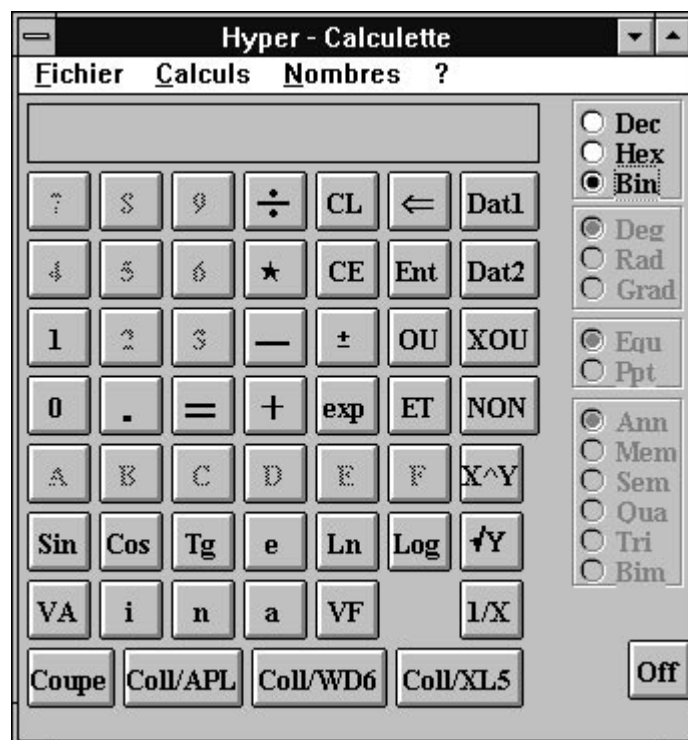 Hyper - Calculette
Fichier Calculs Nombres ?
Dec
Hex
Bin
7 8 9 ÷ CL ⇐ Dat1
Deg
4 5 6 ★ CE Ent Dat2
Rad
Grad
1 2 3 — ± OU XOU
Equ
Ppt
0 . = + exp ET NON
Ann
A B C D E F X^Y
Mem
Sem
Sin Cos Tg e Ln Log √Y
Qua
Tri
Bim
VA i n a VF 1/X
Coupe Coll/APL Coll/WD6 Coll/XL5 Off